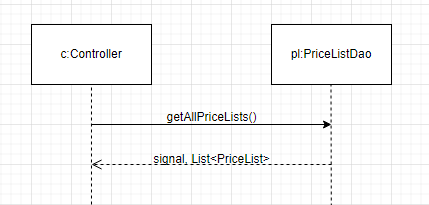 c:Controller
pl:PriceListDao
getAllPriceLists()
signal, List<PriceList>